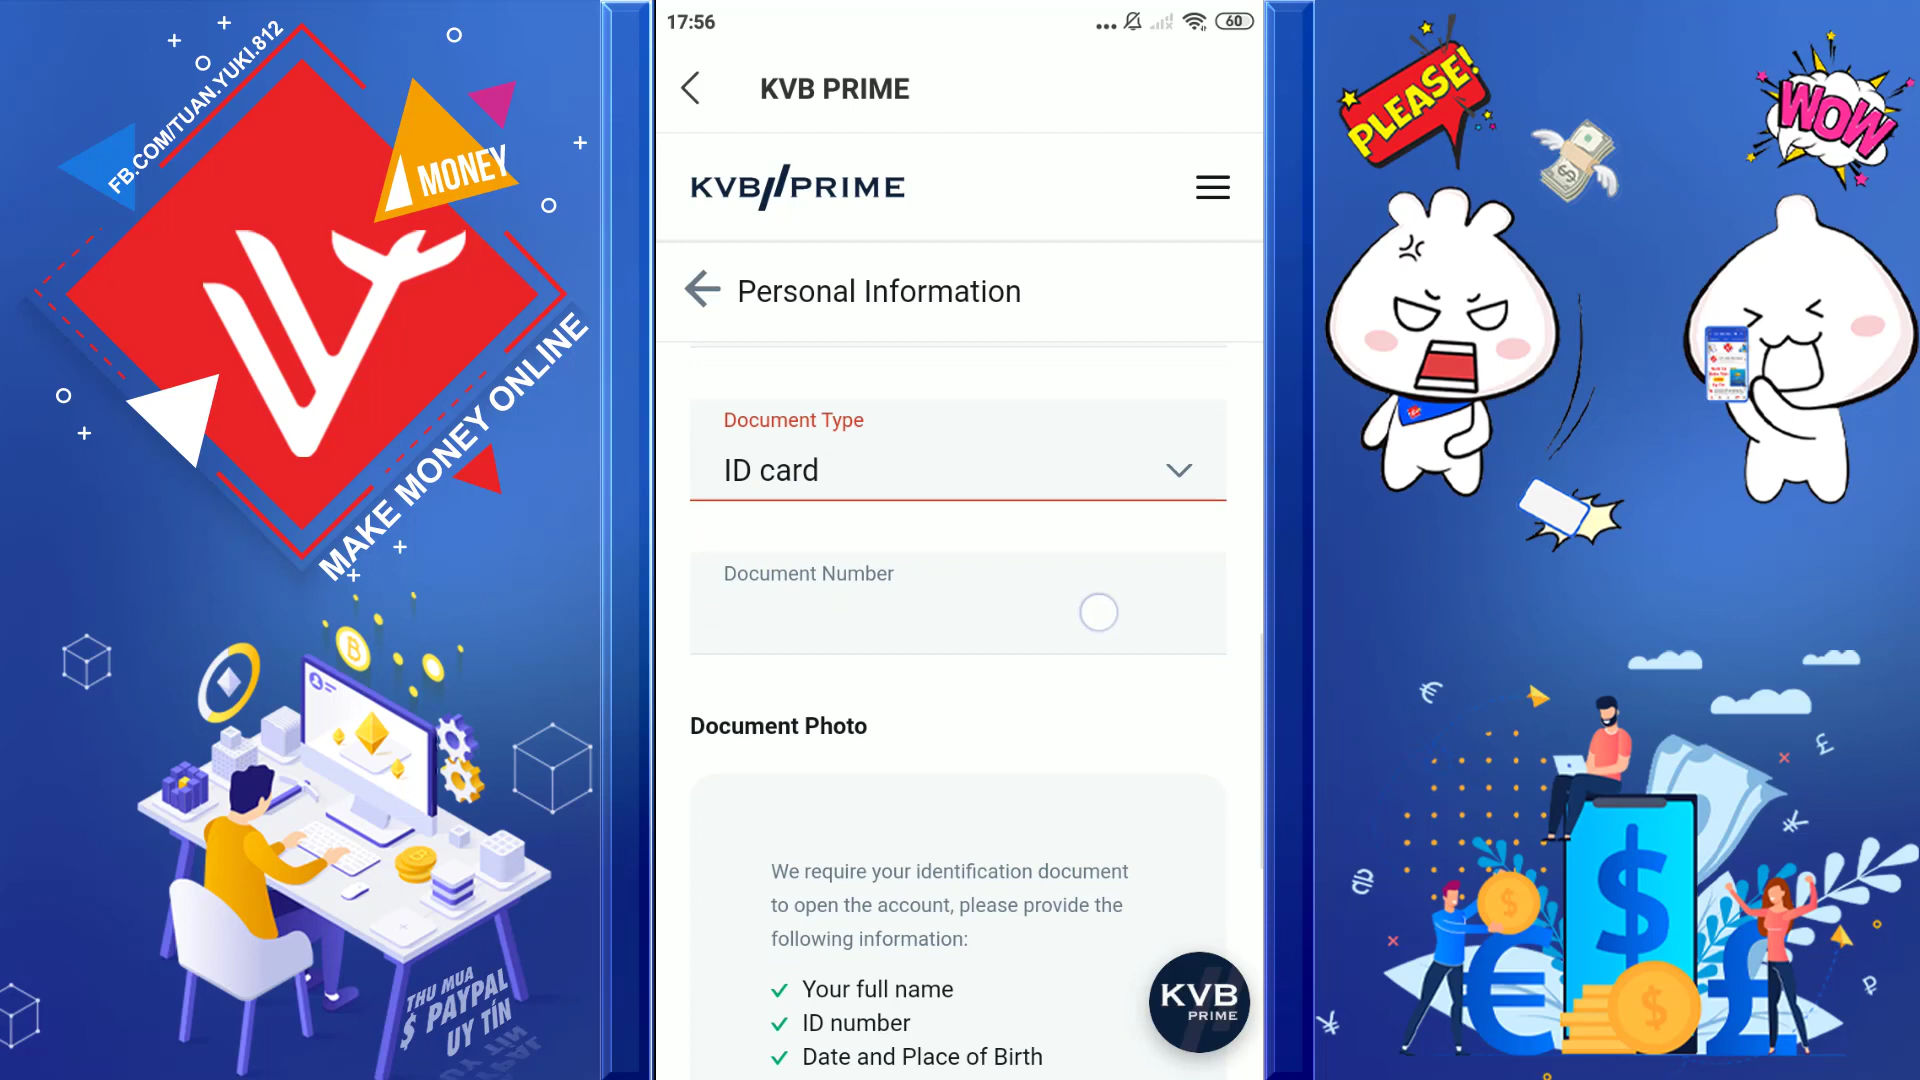 FB.COM/TUAN.YUKI.812
MONEY
MAKE MONEY ONLINE
THU MUA
$ PAYPAL
UY TÍN
17:56
60
KVB PRIME
KVB PRIME
Personal Information
Document Type
ID card
Document Number
Document Photo
We require your identification document
to open the account, please provide the
following information:
Your full name
ID number
Date and Place of Birth
KVB
PRIME
PLEASE!
WOW